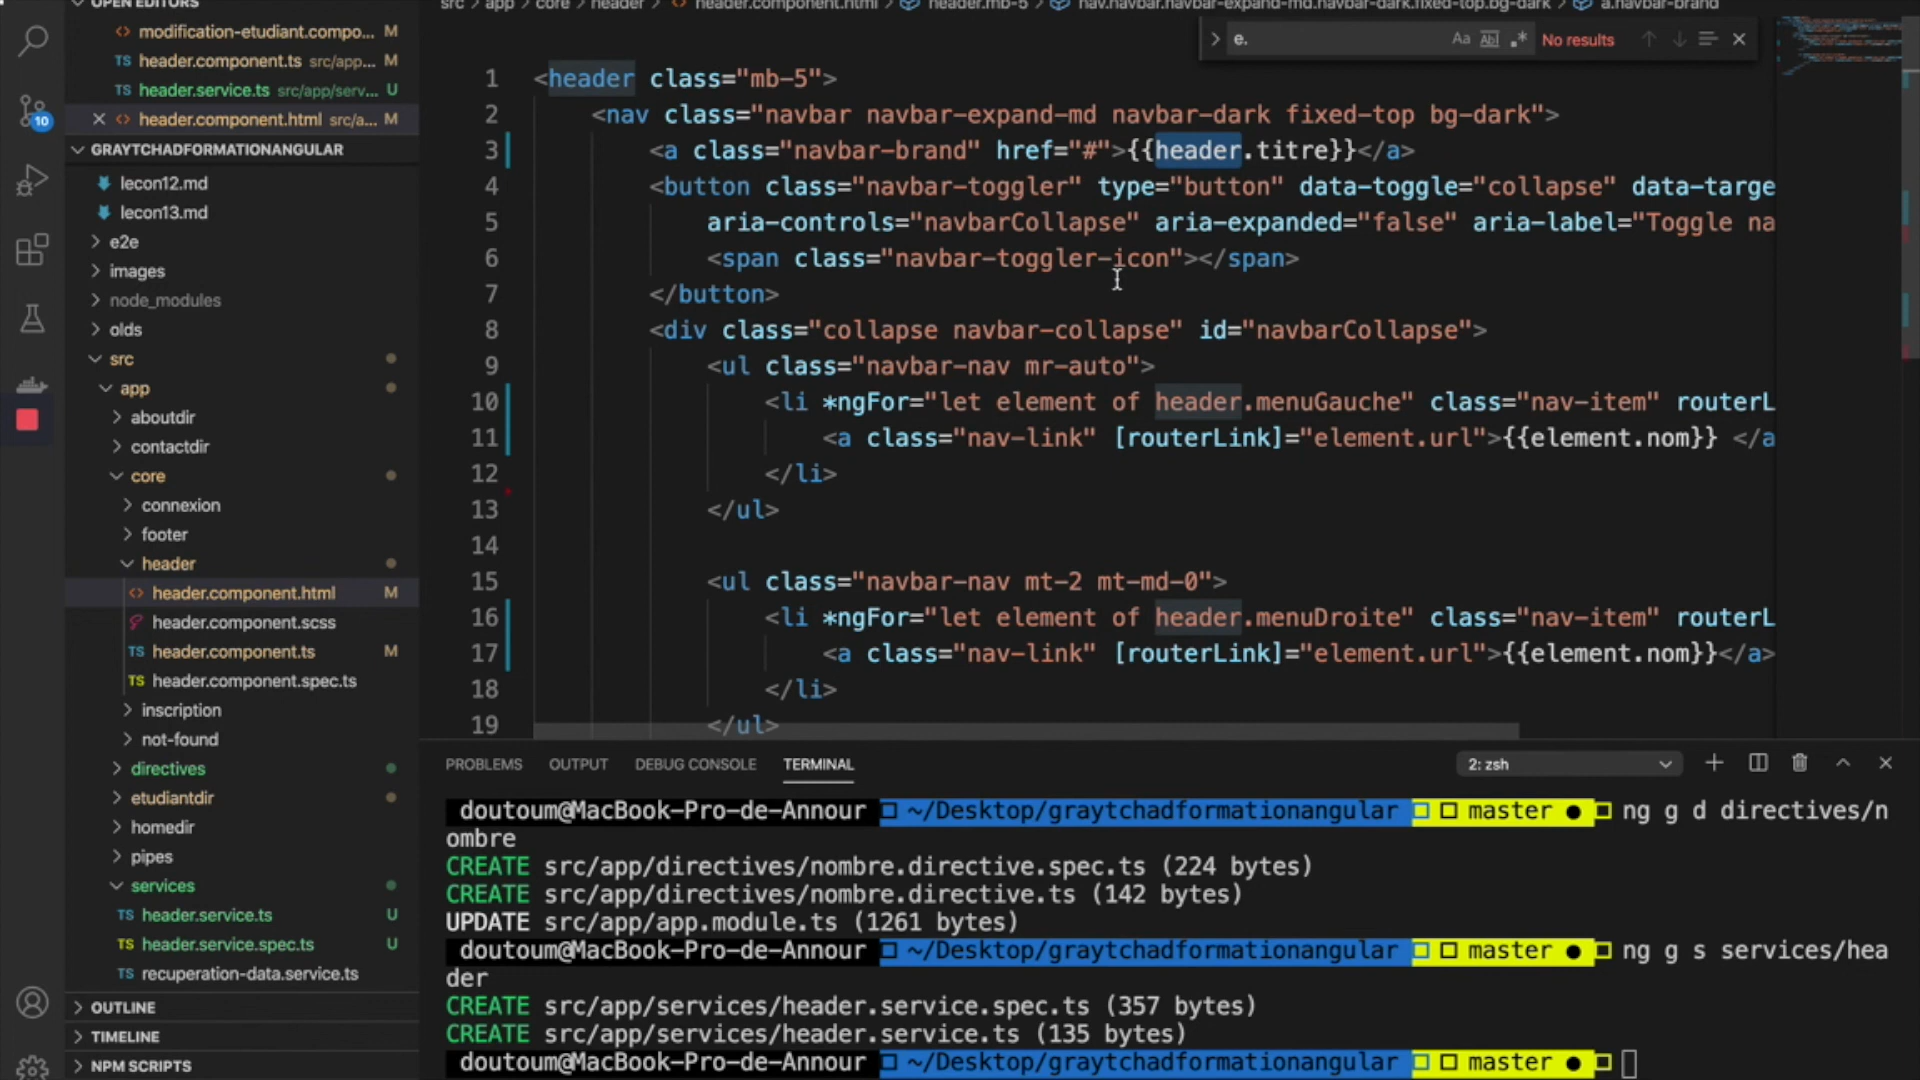 OPEN EDITORS
modification-etudiant.compo... M
header.component.ts src/app... M
TS header.service.ts src/app/serv... U
header.component.html src/a... M
GRAYTCHADFORMATIONANGULAR
10
lecon12.md
lecon13.md
e2e
images
node_modules
olds
src
app
aboutdir
contactdir
core
connexion
footer
header
header.component.html M
header.component.scss
TS header.component.ts M
TS header.component.spec.ts
inscription
not-found
directives
etudiantdir
homedir
pipes
services
TS header.service.ts U
TS header.service.spec.ts U
TS recuperation-data.service.ts
OUTLINE
TIMELINE
NPM SCRIPTS
src > app > core > header > header.component.html > header.mb-5 > nav.navbar.navbar-expand-md.navbar-dark.fixed-top.bg-dark > a.navbar-brand
e. Aa Abl .* No results
1 <header class="mb-5">
2 <nav class="navbar navbar-expand-md navbar-dark fixed-top bg-dark">
3 <a class="navbar-brand" href="#">{{header.titre}}</a>
4 <button class="navbar-toggler" type="button" data-toggle="collapse" data-targe
5 aria-controls="navbarCollapse" aria-expanded="false" aria-label="Toggle na
6 <span class="navbar-toggler-icon"></span>
7 </button>
8 <div class="collapse navbar-collapse" id="navbarCollapse">
9 <ul class="navbar-nav mr-auto">
10 <li *ngFor="let element of header.menuGauche" class="nav-item" routerL
11 <a class="nav-link" [routerLink]="element.url">{{element.nom}} </a
12 </li>
13 </ul>
14
15 <ul class="navbar-nav mt-2 mt-md-0">
16 <li *ngFor="let element of header.menuDroite" class="nav-item" routerL
17 <a class="nav-link" [routerLink]="element.url">{{element.nom}}</a>
18 </li>
19 </ul>
PROBLEMS OUTPUT DEBUG CONSOLE TERMINAL 2: zsh
doutoum@MacBook-Pro-de-Annour ~/Desktop/graytchadformationangular master ● ng g d directives/n
ombre
CREATE src/app/directives/nombre.directive.spec.ts (224 bytes)
CREATE src/app/directives/nombre.directive.ts (142 bytes)
UPDATE src/app/app.module.ts (1261 bytes)
doutoum@MacBook-Pro-de-Annour ~/Desktop/graytchadformationangular master ● ng g s services/hea
der
CREATE src/app/services/header.service.spec.ts (357 bytes)
CREATE src/app/services/header.service.ts (135 bytes)
doutoum@MacBook-Pro-de-Annour ~/Desktop/graytchadformationangular master ●